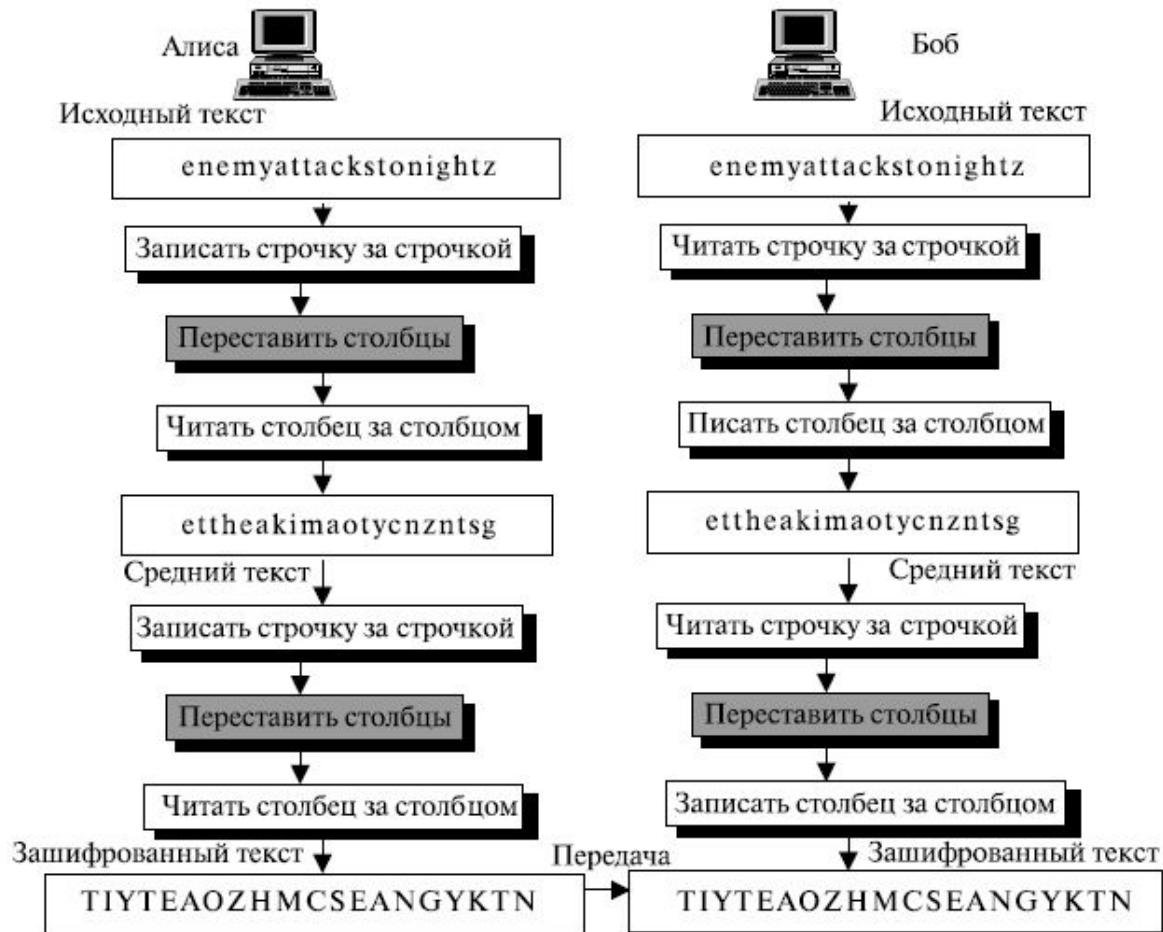 Алиса
Исходный текст
enemyattackstonightz
Записать строчку за строчкой
Переставить столбцы
Читать столбец за столбцом
ettheakimaotycnzntsg
Средний текст
Записать строчку за строчкой
Переставить столбцы
Читать столбец за столбцом
Зашифрованный текст
TIYTEAOZHMCSEANGYKTN
Передача
Боб
Исходный текст
enemyattackstonightz
Читать строчку за строчкой
Переставить столбцы
Писать столбец за столбцом
ettheakimaotycnzntsg
Средний текст
Читать строчку за строчкой
Переставить столбцы
Записать столбец за столбцом
Зашифрованный текст
TIYTEAOZHMCSEANGYKTN